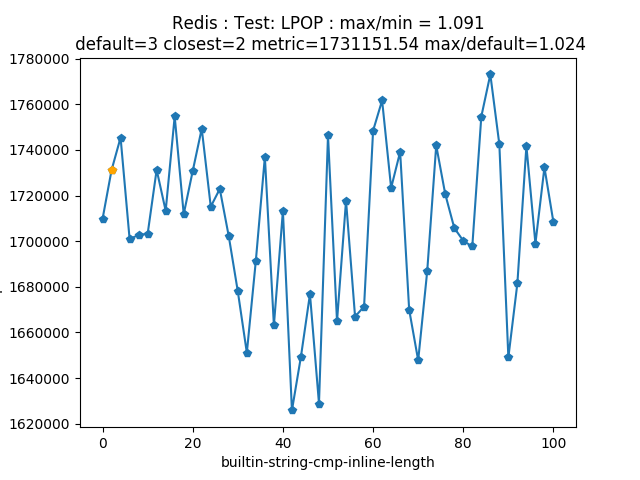 Redis : Test: LPOP : max/min = 1.091
default=3 closest=2 metric=1731151.54 max/default=1.024
1780000
1760000
1740000
1720000
1700000
1680000
1660000
1640000
1620000
0 20 40 60 80 100
builtin-string-cmp-inline-length